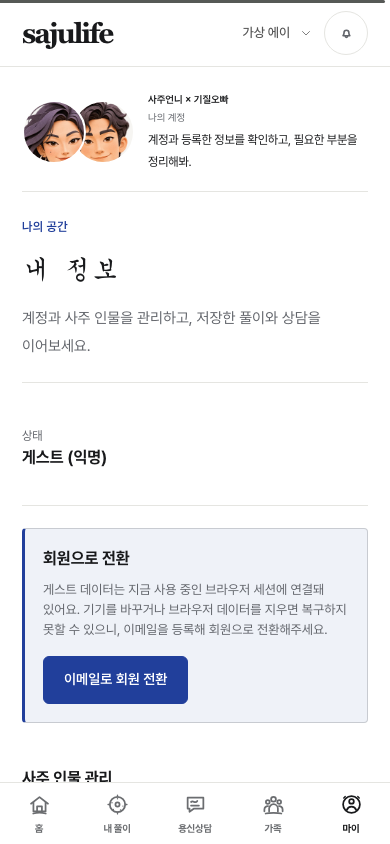 sajulife
가상 에이
사주언니 × 기질오빠
나의 계정
계정과 등록한 정보를 확인하고, 필요한 부분을
정리해봐.
나의 공간
내 정보
계정과 사주 인물을 관리하고, 저장한 풀이와 상담을
이어보세요.
상태
게스트 (익명)
회원으로 전환
게스트 데이터는 지금 사용 중인 브라우저 세션에 연결돼
있어요. 기기를 바꾸거나 브라우저 데이터를 지우면 복구하지
못할 수 있으니, 이메일을 등록해 회원으로 전환해주세요.
이메일로 회원 전환
사주 인물 관리
홈
내 풀이
용신상담
가족
마이